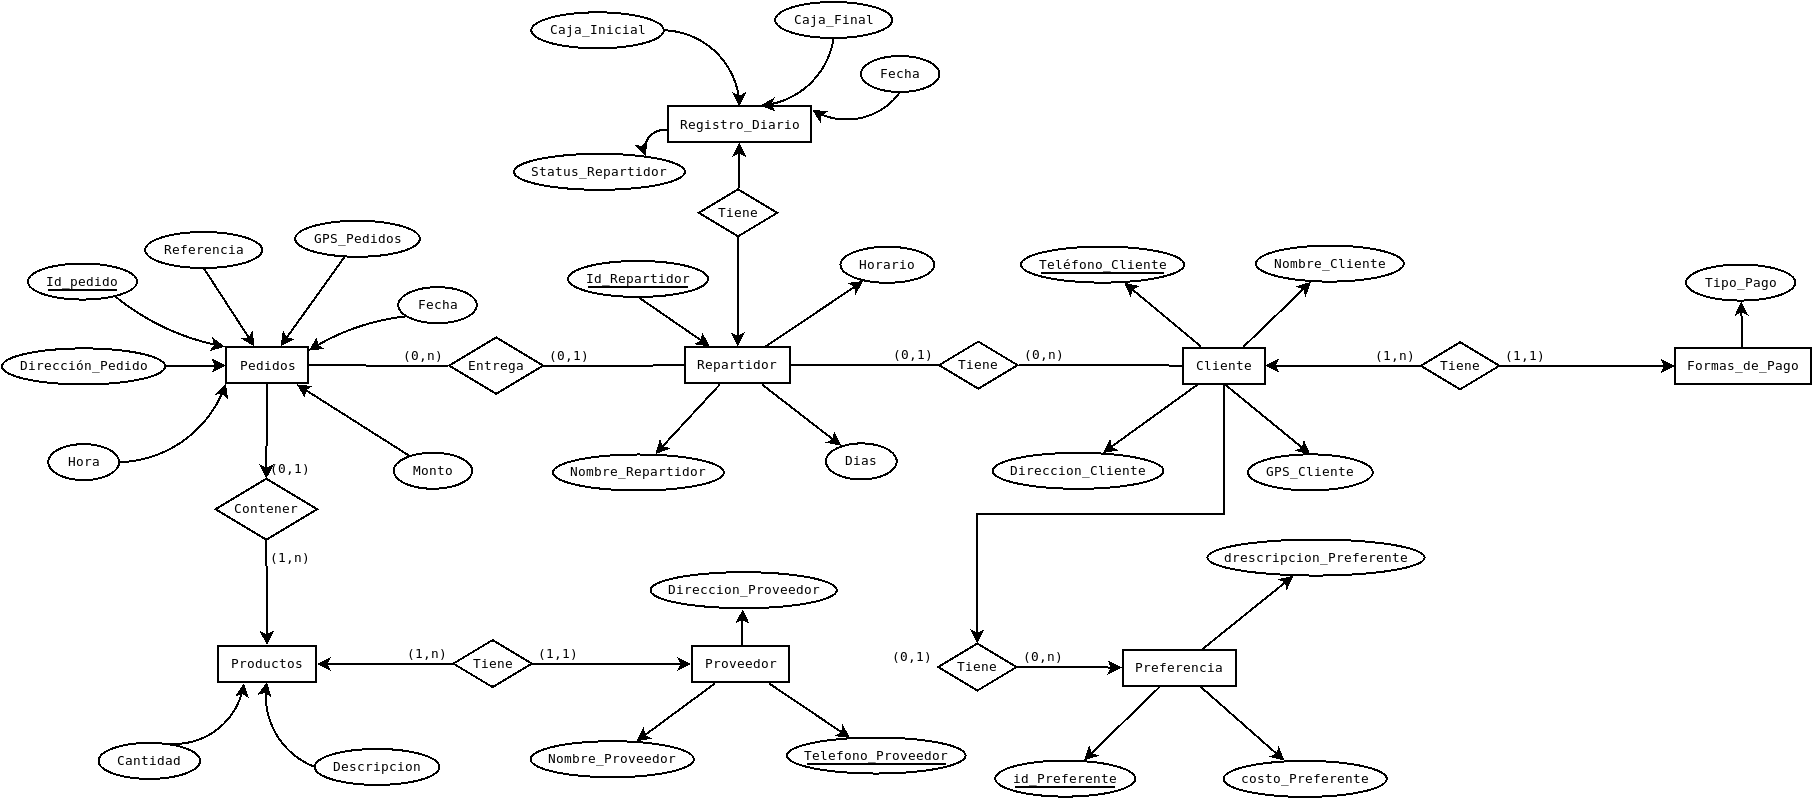 Caja_Final
Caja_Inicial
Fecha
Registro_Diario
Status_Repartidor
Tiene
GPS_Pedidos
Referencia
Id_pedido
Fecha
Id_Repartidor
Horario
Teléfono_Cliente
Nombre_Cliente
Tipo_Pago
Dirección_Pedido
Pedidos
(0,n)
Entrega
(0,1)
Repartidor
(0,1)
Tiene
(0,n)
Cliente
(1,n)
Tiene
(1,1)
Formas_de_Pago
Hora
(0,1)
Monto
Nombre_Repartidor
Dias
Direccion_Cliente
GPS_Cliente
Contener
(1,n)
drescripcion_Preferente
Direccion_Proveedor
Productos
(1,n)
Tiene
(1,1)
Proveedor
(0,1)
Tiene
(0,n)
Preferencia
Cantidad
Descripcion
Nombre_Proveedor
Telefono_Proveedor
id_Preferente
costo_Preferente